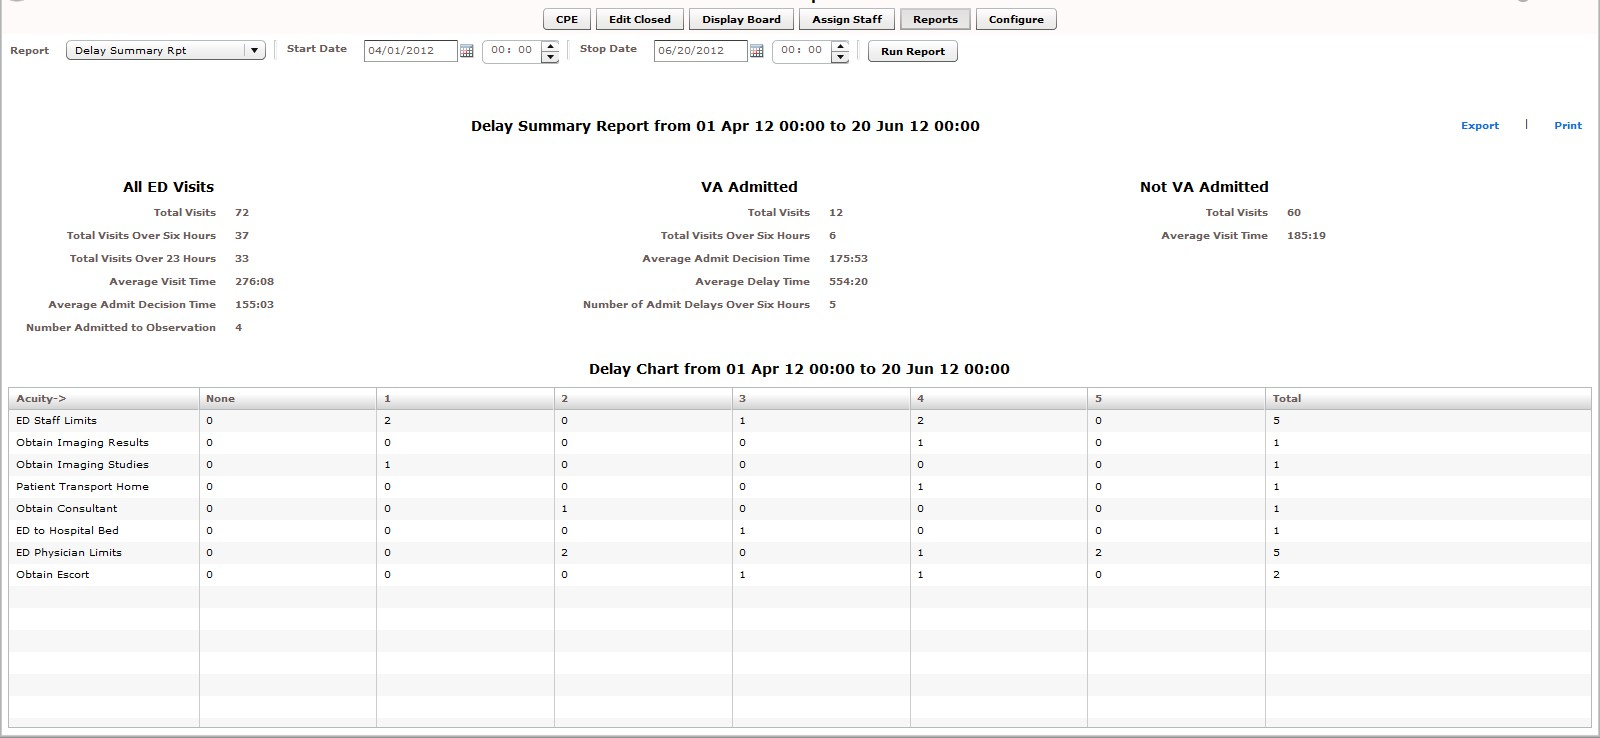 CPE Edit Closed Display Board Assign Staff Reports Configure
Report Delay Summary Rpt Start Date 04/01/2012 00: 00 Stop Date 06/20/2012 00: 00 Run Report
Delay Summary Report from 01 Apr 12 00:00 to 20 Jun 12 00:00 Export | Print
All ED Visits VA Admitted Not VA Admitted
Total Visits 72 Total Visits 12 Total Visits 60
Total Visits Over Six Hours 37 Total Visits Over Six Hours 6 Average Visit Time 185:19
Total Visits Over 23 Hours 33 Average Admit Decision Time 175:53
Average Visit Time 276:08 Average Delay Time 554:20
Average Admit Decision Time 155:03 Number of Admit Delays Over Six Hours 5
Number Admitted to Observation 4
Delay Chart from 01 Apr 12 00:00 to 20 Jun 12 00:00
Acuity-> None 1 2 3 4 5 Total
ED Staff Limits 0 2 0 1 2 0 5
Obtain Imaging Results 0 0 0 0 1 0 1
Obtain Imaging Studies 0 1 0 0 0 0 1
Patient Transport Home 0 0 0 0 1 0 1
Obtain Consultant 0 0 1 0 0 0 1
ED to Hospital Bed 0 0 0 1 0 0 1
ED Physician Limits 0 0 2 0 1 2 5
Obtain Escort 0 0 0 1 1 0 2